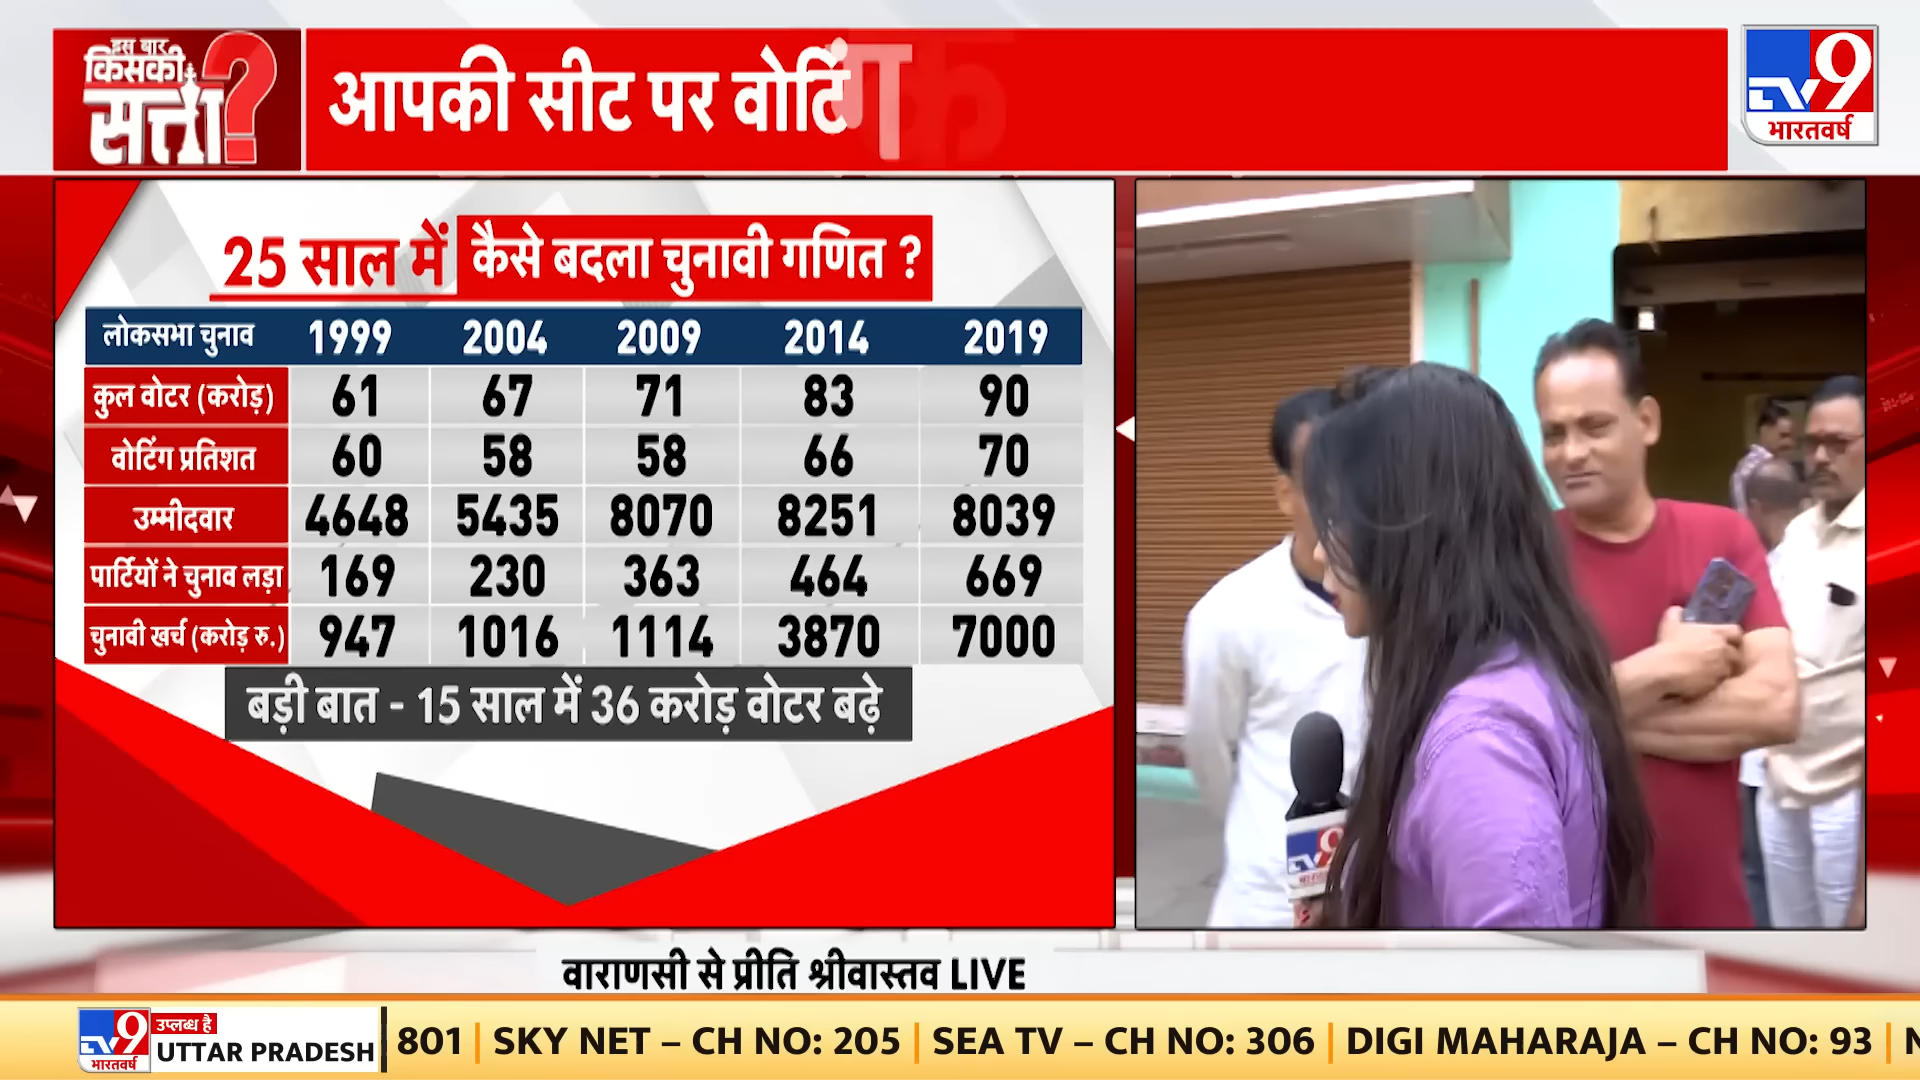 इस बार
किसकी
सत्ता?
आपकी सीट पर वोटिंग
TV9
भारतवर्ष
25 साल में कैसे बदला चुनावी गणित ?
लोकसभा चुनाव 1999 2004 2009 2014 2019
कुल वोटर (करोड़) 61 67 71 83 90
वोटिंग प्रतिशत 60 58 58 66 70
उम्मीदवार 4648 5435 8070 8251 8039
पार्टियों ने चुनाव लड़ा 169 230 363 464 669
चुनावी खर्च (करोड़ रु.) 947 1016 1114 3870 7000
बड़ी बात - 15 साल में 36 करोड़ वोटर बढ़े
TV9
वाराणसी से प्रीति श्रीवास्तव LIVE
TV9
भारतवर्ष
उप्लब्ध है
UTTAR PRADESH
801 | SKY NET – CH NO: 205 | SEA TV – CH NO: 306 | DIGI MAHARAJA – CH NO: 93 |